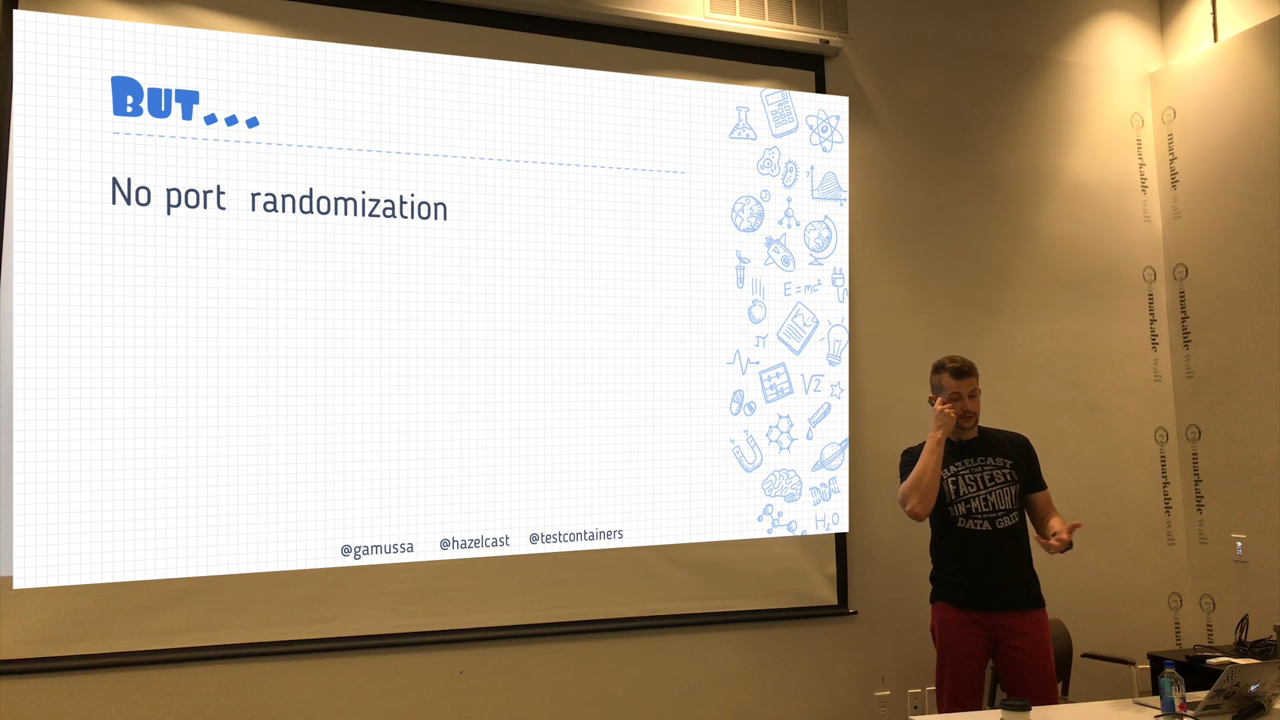 But...
No port randomization
E=mc²
√2
H₂O
@gamussa @hazelcast @testcontainers
HAZELCAST
THE
FASTEST
IN-MEMORY
DATA GRID
markable wall
markable wall
markable wall
markable wall
markable wall
markable wall